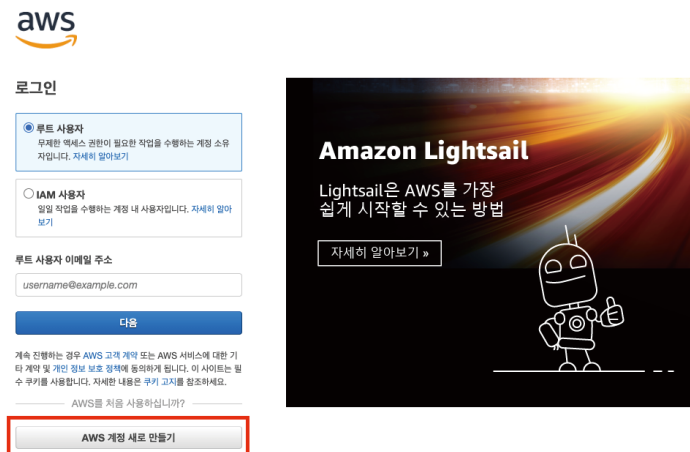 aws
로그인
루트 사용자
무제한 액세스 권한이 필요한 작업을 수행하는 계정 소유
자입니다. 자세히 알아보기
IAM 사용자
일일 작업을 수행하는 계정 내 사용자입니다. 자세히 알아
보기
루트 사용자 이메일 주소
username@example.com
다음
계속 진행하는 경우 AWS 고객 계약 또는 AWS 서비스에 대한 기
타 계약 및 개인 정보 보호 정책에 동의하게 됩니다. 이 사이트는 필
수 쿠키를 사용합니다. 자세한 내용은 쿠키 고지를 참조하세요.
AWS를 처음 사용하십니까?
AWS 계정 새로 만들기
Amazon Lightsail
Lightsail은 AWS를 가장
쉽게 시작할 수 있는 방법
자세히 알아보기 »